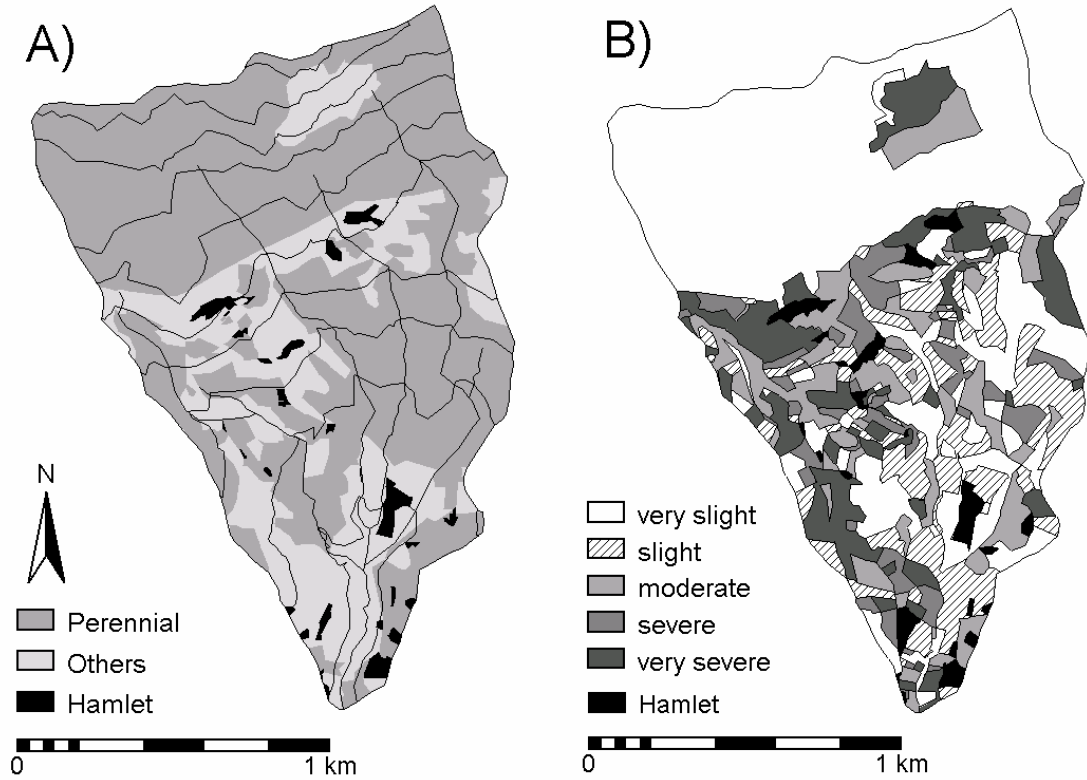 A)
N
Perennial
Others
Hamlet
0 1 km
B)
very slight
slight
moderate
severe
very severe
Hamlet
0 1 km